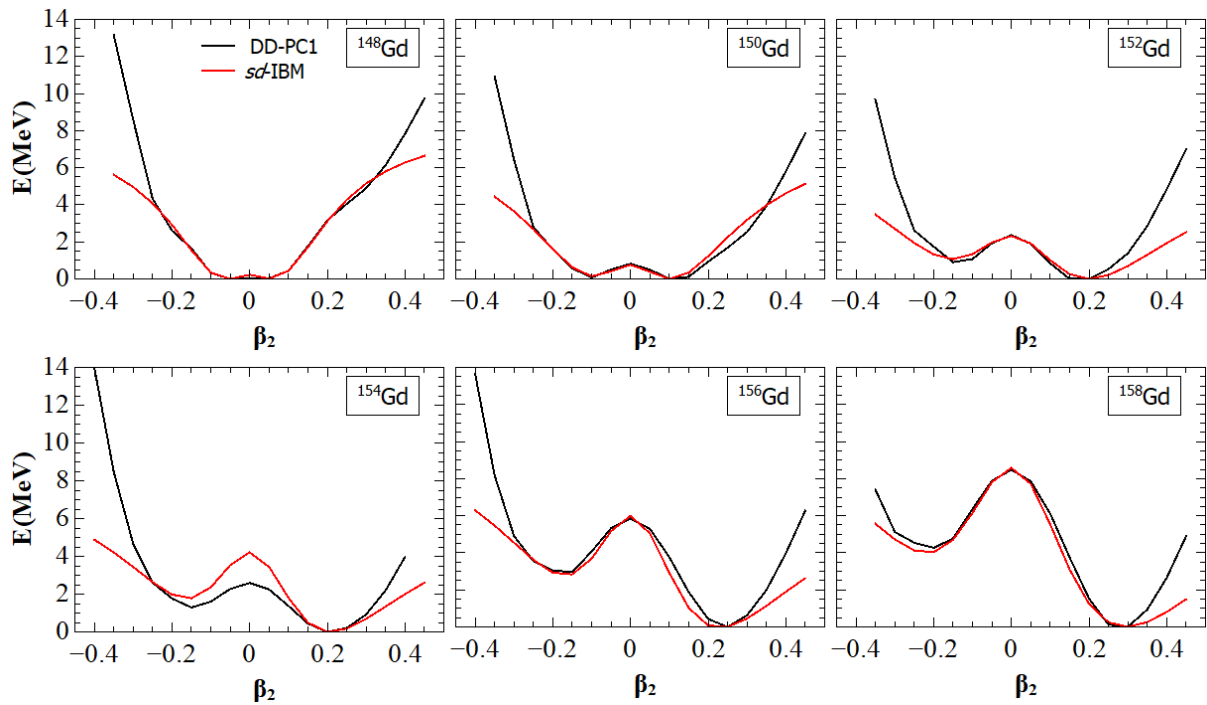 14
12
10
8
6
4
2
0
E(MeV)
DD-PC1
sd-IBM
¹⁴⁸Gd
¹⁵⁰Gd
¹⁵²Gd
−0.4 −0.2 0 0.2 0.4
−0.4 −0.2 0 0.2 0.4
−0.4 −0.2 0 0.2 0.4
β₂
β₂
β₂
14
12
10
8
6
4
2
0
E(MeV)
¹⁵⁴Gd
¹⁵⁶Gd
¹⁵⁸Gd
−0.4 −0.2 0 0.2 0.4
−0.4 −0.2 0 0.2 0.4
−0.4 −0.2 0 0.2 0.4
β₂
β₂
β₂